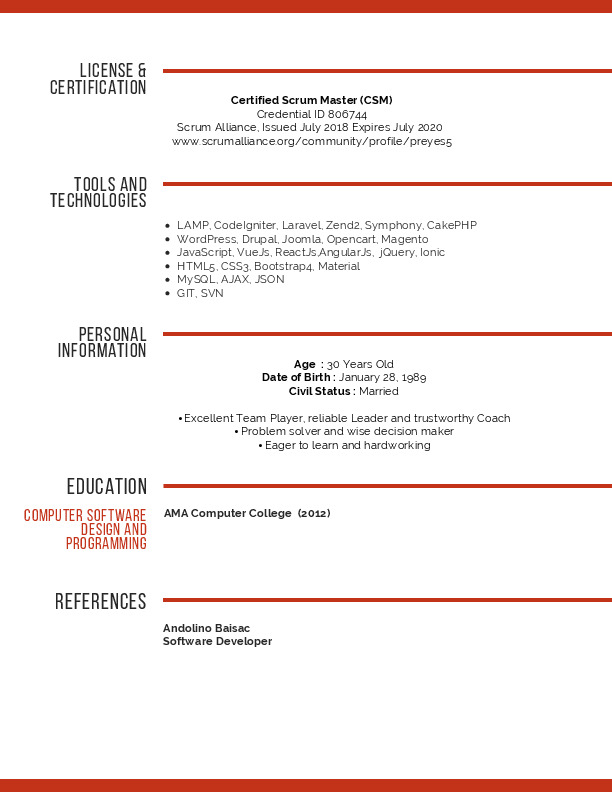 LICENSE &
CERTIFICATION
Certified Scrum Master (CSM)
Credential ID 806744
Scrum Alliance, Issued July 2018 Expires July 2020
www.scrumalliance.org/community/profile/preyes5
TOOLS AND
TECHNOLOGIES
• LAMP, CodeIgniter, Laravel, Zend2, Symphony, CakePHP
• WordPress, Drupal, Joomla, Opencart, Magento
• JavaScript, VueJs, ReactJs,AngularJs, jQuery, Ionic
• HTML5, CSS3, Bootstrap4, Material
• MySQL, AJAX, JSON
• GIT, SVN
PERSONAL
INFORMATION
Age : 30 Years Old
Date of Birth : January 28, 1989
Civil Status : Married
•Excellent Team Player, reliable Leader and trustworthy Coach
•Problem solver and wise decision maker
•Eager to learn and hardworking
EDUCATION
COMPUTER SOFTWARE
DESIGN AND
PROGRAMMING
AMA Computer College (2012)
REFERENCES
Andolino Baisac
Software Developer